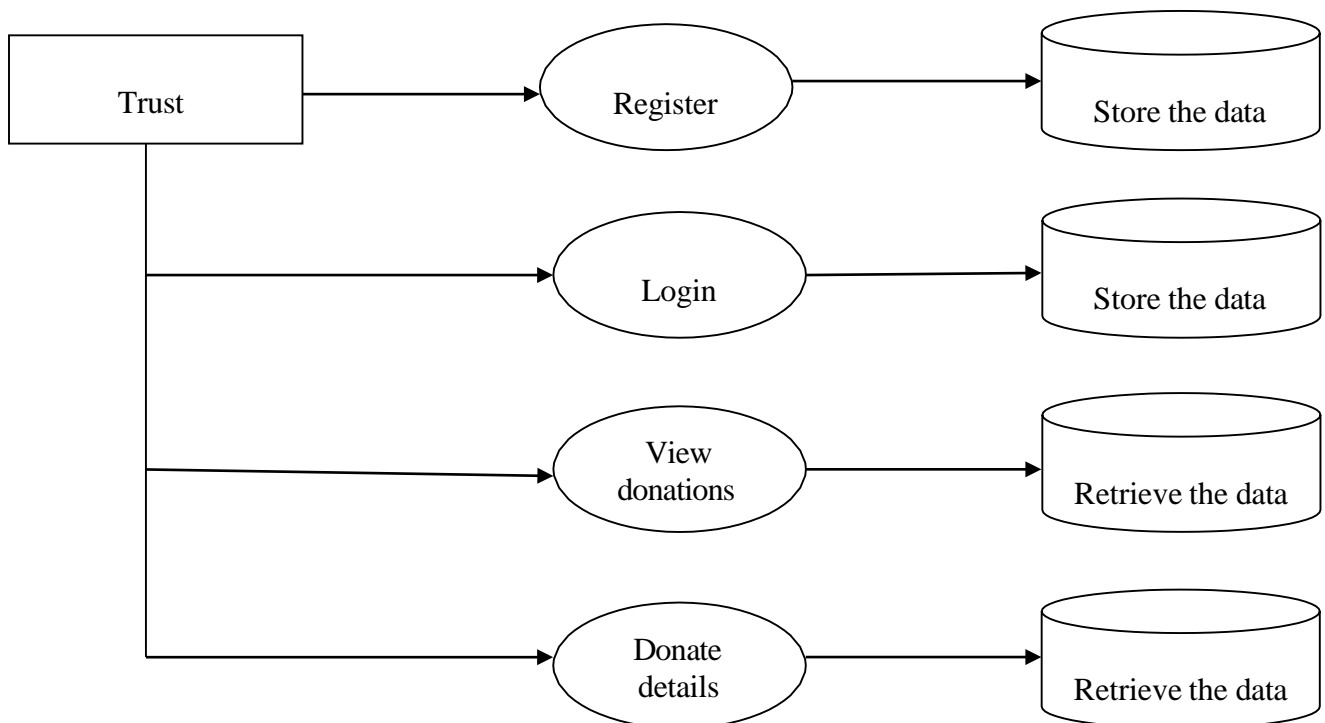 Trust
Register
Store the data
Login
Store the data
View
donations
Retrieve the data
Donate
details
Retrieve the data